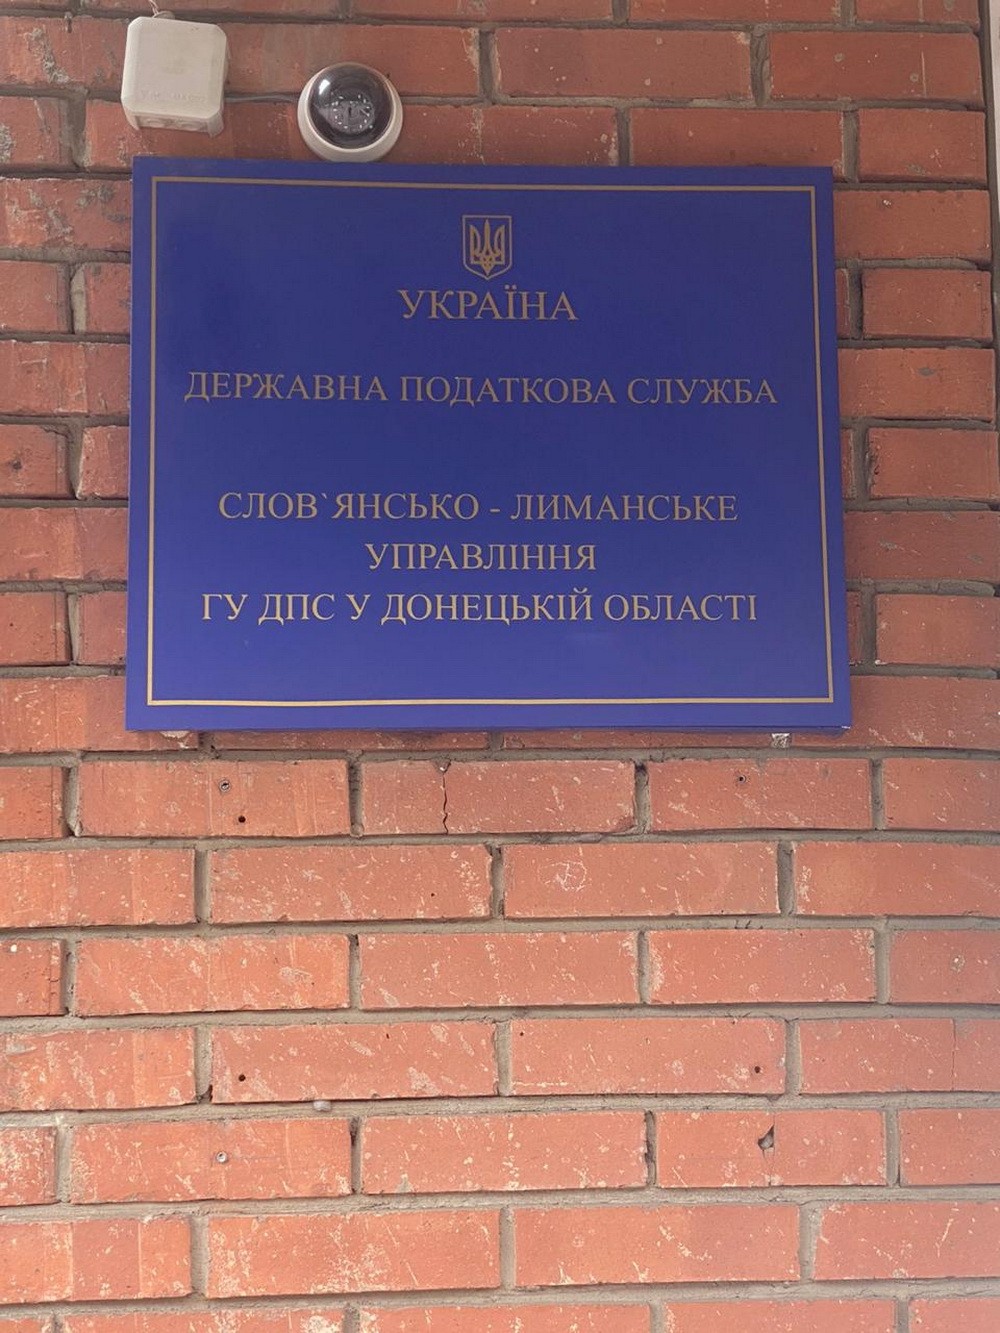 УКРАЇНА
ДЕРЖАВНА ПОДАТКОВА СЛУЖБА
СЛОВ`ЯНСЬКО - ЛИМАНСЬКЕ
УПРАВЛІННЯ
ГУ ДПС У ДОНЕЦЬКІЙ ОБЛАСТІ